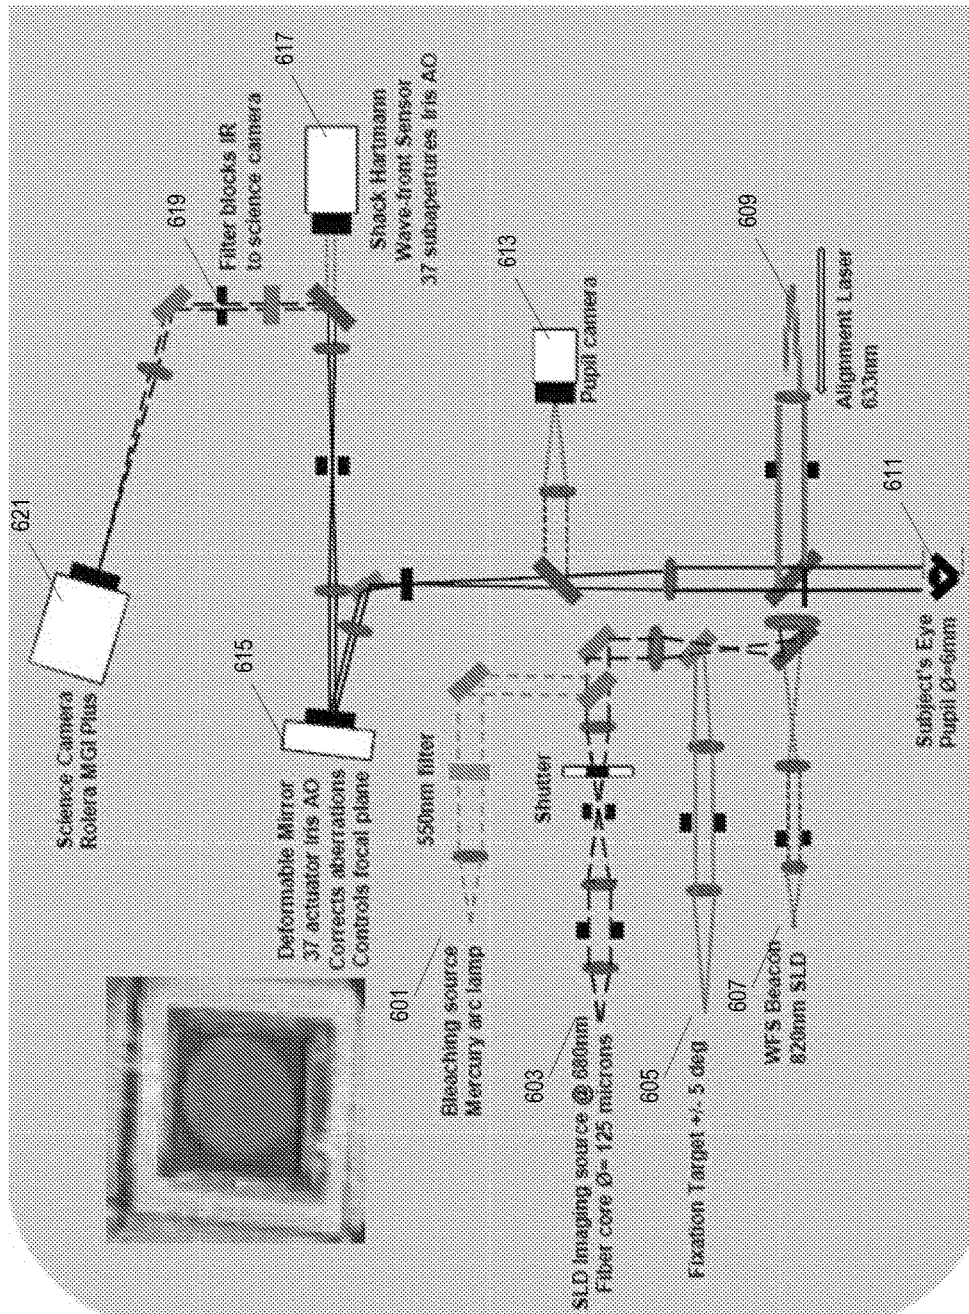 621
Science Camera
Rolera MGI Plus
619
Filter blocks IR
to science camera
617
Shack Hartmann
Wave-front Sensor
37 subapertures Iris AO
615
Deformable Mirror
37 actuator Iris AO
Corrects aberrations
Controls focal plane
613
Pupil camera
601
Bleaching source
Mercury arc lamp
550nm filter
Shutter
603
SLD Imaging source @ 680nm
Fiber core Ø= 125 microns
605
Fixation Target +/- 5 deg
607
WFS Beacon
820nm SLD
609
Alignment Laser
633nm
611
Subject's Eye
Pupil Ø=6mm